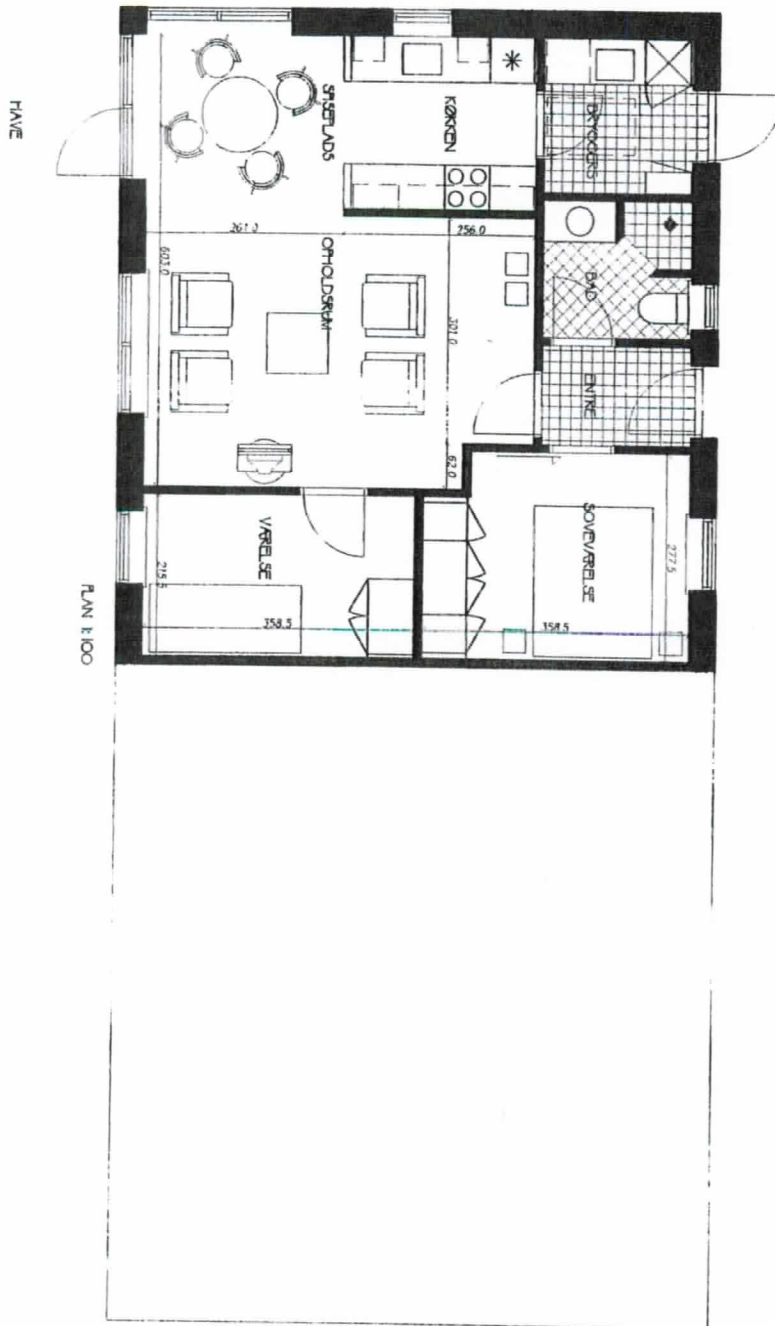 BRYGGERS
BAD
ENTRE
SOVEVÆRELSE
277.5
358.5
KØKKEN
256.0
301.0
62.0
SPISEPLADS
OPHOLDSRUM
261.0
603.0
VÆRELSE
215.5
358.5
HAVE
PLAN 1:100